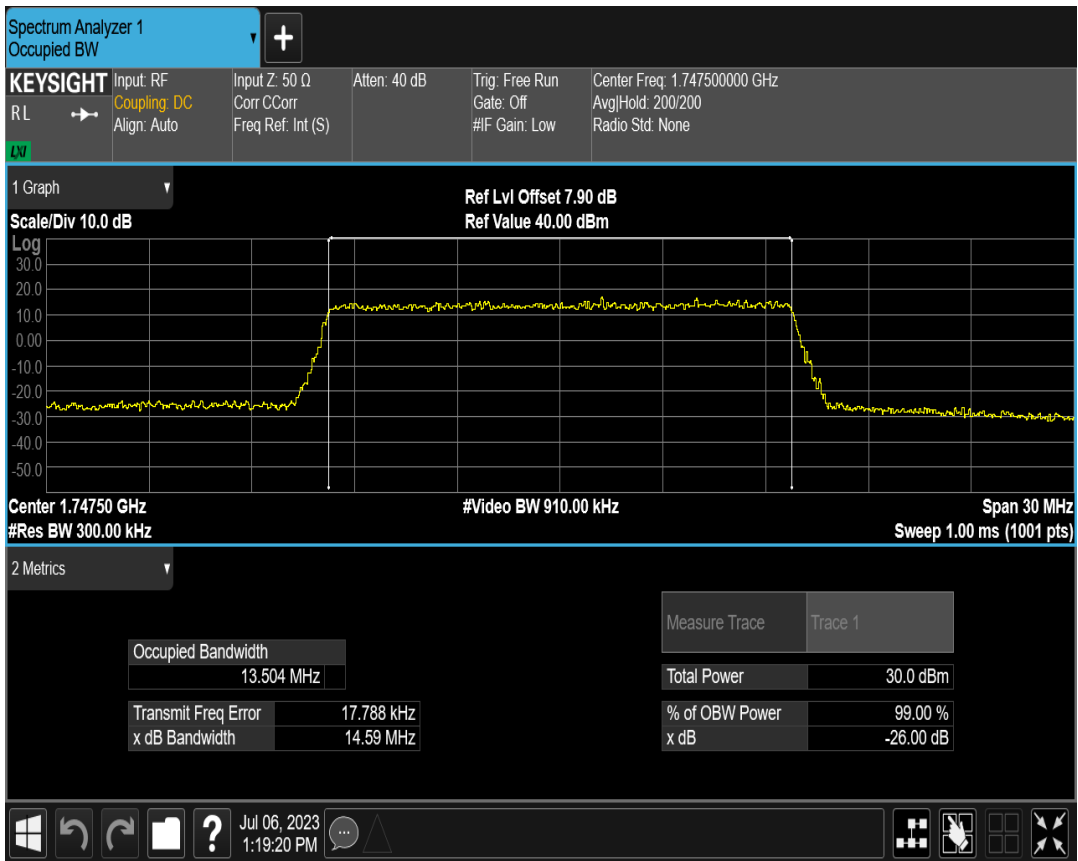 Spectrum Analyzer 1
Occupied BW
KEYSIGHT
R L
LXI
Input: RF
Coupling: DC
Align: Auto
Input Z: 50 Ω
Corr CCorr
Freq Ref: Int (S)
Atten: 40 dB
Trig: Free Run
Gate: Off
#IF Gain: Low
Center Freq: 1.747500000 GHz
Avg|Hold: 200/200
Radio Std: None
1 Graph
Scale/Div 10.0 dB
Ref Lvl Offset 7.90 dB
Ref Value 40.00 dBm
Log
30.0
20.0
10.0
0.00
-10.0
-20.0
-30.0
-40.0
-50.0
Center 1.74750 GHz
#Res BW 300.00 kHz
#Video BW 910.00 kHz
Span 30 MHz
Sweep 1.00 ms (1001 pts)
2 Metrics
Measure Trace Trace 1
Occupied Bandwidth
13.504 MHz
Total Power 30.0 dBm
Transmit Freq Error 17.788 kHz
x dB Bandwidth 14.59 MHz
% of OBW Power 99.00 %
x dB -26.00 dB
Jul 06, 2023
1:19:20 PM